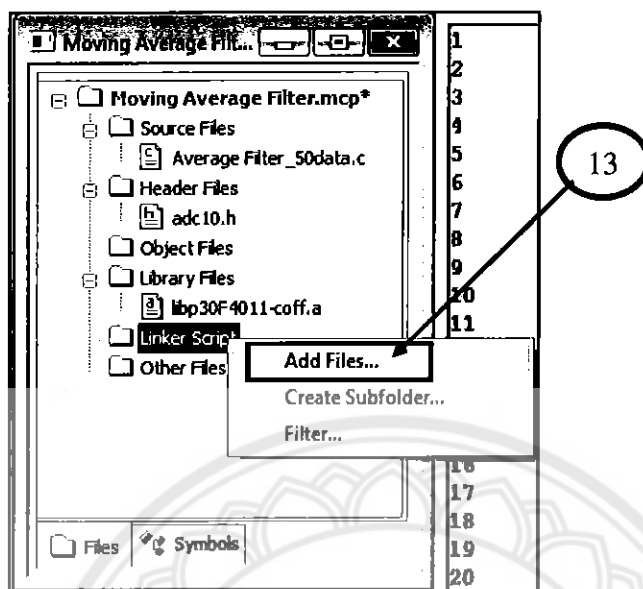 Moving Average Filt...
Moving Average Filter.mcp*
Source Files
Average Filter_50data.c
Header Files
adc10.h
Object Files
Library Files
libp30F4011-coff.a
Linker Script
Other Files
Add Files...
Create Subfolder...
Filter...
Files
Symbols
1
2
3
4
5
6
7
8
9
10
11
16
17
18
19
20
13